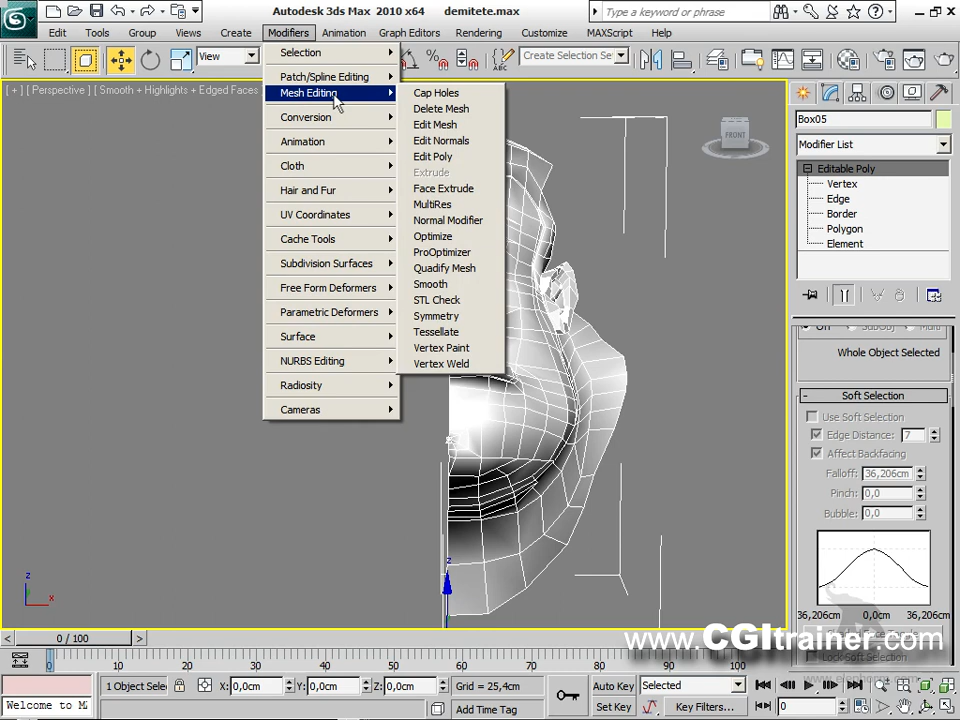 Autodesk 3ds Max 2010 x64 demitete.max
Type a keyword or phrase
Edit Tools Group Views Create Modifiers Animation Graph Editors Rendering Customize MAXScript Help
View
Create Selection Se
[ + ] [ Perspective ] [ Smooth + Highlights + Edged Faces ]
Selection
Patch/Spline Editing
Mesh Editing
Conversion
Animation
Cloth
Hair and Fur
UV Coordinates
Cache Tools
Subdivision Surfaces
Free Form Deformers
Parametric Deformers
Surface
NURBS Editing
Radiosity
Cameras
Cap Holes
Delete Mesh
Edit Mesh
Edit Normals
Edit Poly
Extrude
Face Extrude
MultiRes
Normal Modifier
Optimize
ProOptimizer
Quadify Mesh
Smooth
STL Check
Symmetry
Tessellate
Vertex Paint
Vertex Weld
FRONT
Box05
Modifier List
Editable Poly
Vertex
Edge
Border
Polygon
Element
Whole Object Selected
- Soft Selection
Use Soft Selection
Edge Distance: 7
Affect Backfacing
Falloff: 36,206cm
Pinch: 0,0
Bubble: 0,0
36,206cm 0,0cm 36,206cm
www.CGItrainer.com
Lock Soft Selection
z
z
x
< 0 / 100 >
0 10 20 30 40 50 60 70 80 90 100
1 Object Sele X: 0,0cm Y: 0,0cm Z: 0,0cm Grid = 25,4cm Auto Key Selected
Welcome to M Add Time Tag Set Key Key Filters... 0